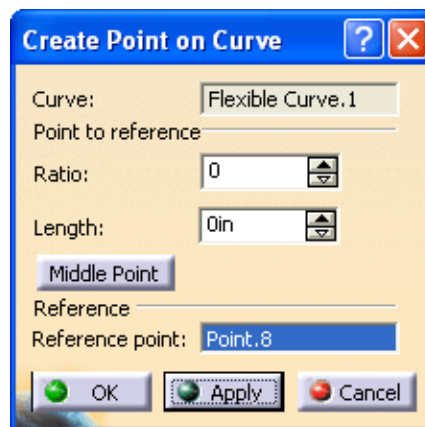 Create Point on Curve ?
Curve: Flexible Curve.1
Point to reference
Ratio: 0
Length: 0in
Middle Point
Reference
Reference point: Point.8
OK Apply Cancel